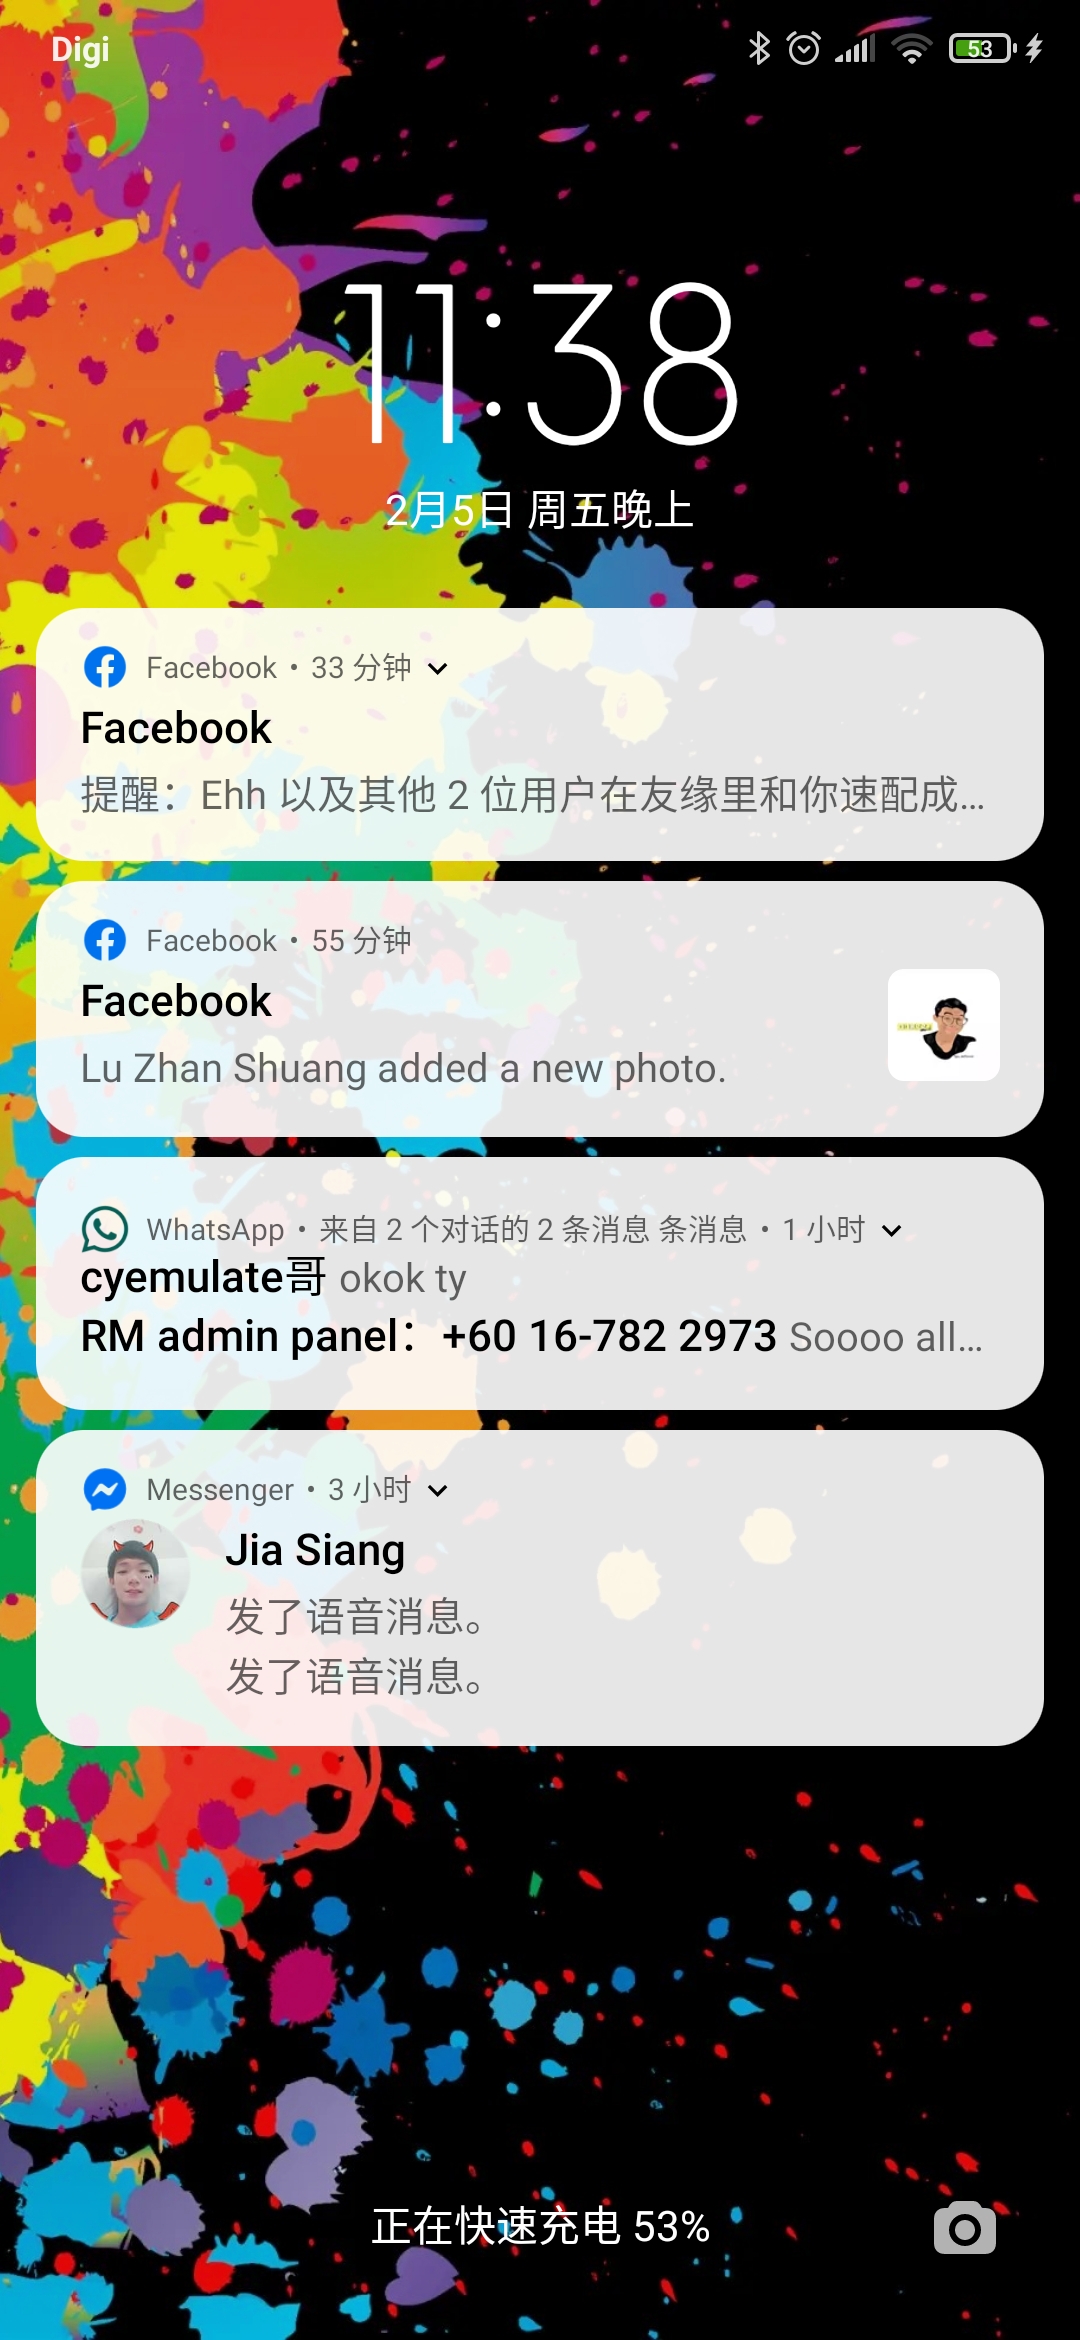 Digi
53
11:38
2月5日 周五晚上
Facebook • 33 分钟
Facebook
提醒：Ehh 以及其他 2 位用户在友缘里和你速配成...
Facebook • 55 分钟
Facebook
Lu Zhan Shuang added a new photo.
WhatsApp • 来自 2 个对话的 2 条消息 条消息 • 1 小时
cyemulate哥 okok ty
RM admin panel：+60 16-782 2973 Soooo all...
Messenger • 3 小时
Jia Siang
发了语音消息。
发了语音消息。
正在快速充电 53%